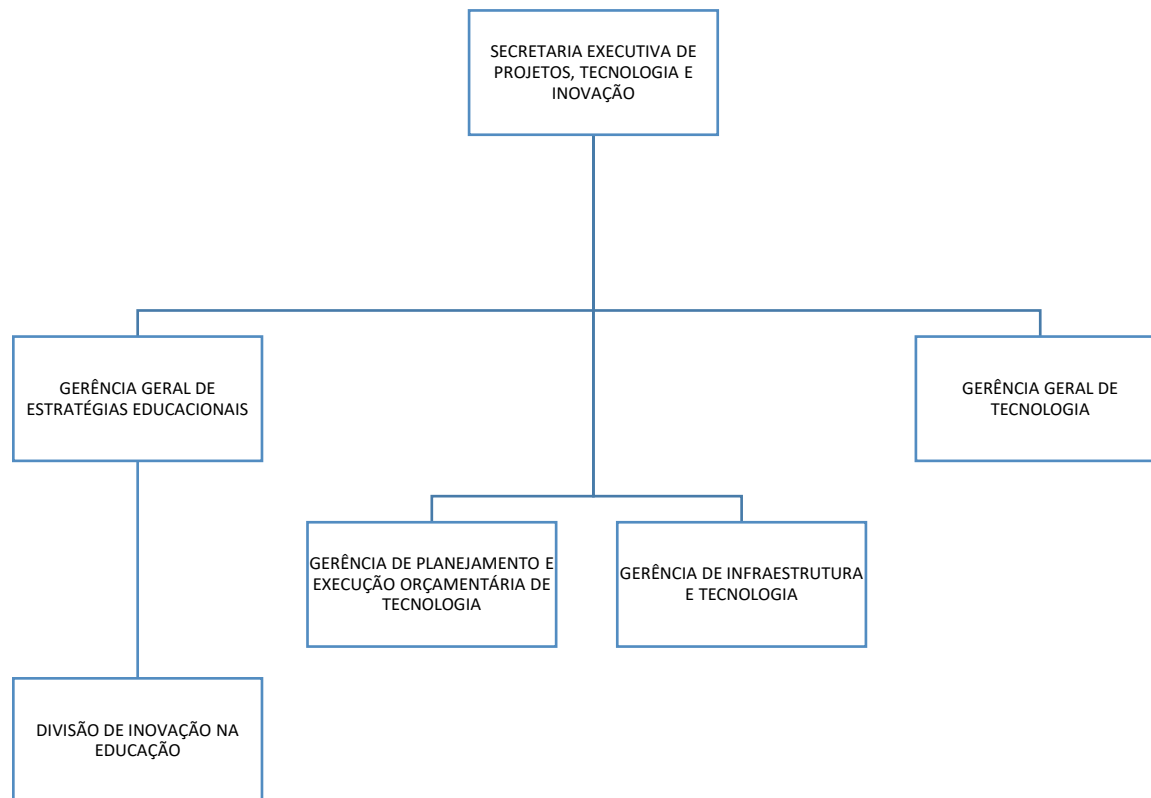 SECRETARIA EXECUTIVA DE
PROJETOS, TECNOLOGIA E
INOVAÇÃO
GERÊNCIA GERAL DE
ESTRATÉGIAS EDUCACIONAIS
GERÊNCIA GERAL DE
TECNOLOGIA
GERÊNCIA DE PLANEJAMENTO E
EXECUÇÃO ORÇAMENTÁRIA DE
TECNOLOGIA
GERÊNCIA DE INFRAESTRUTURA
E TECNOLOGIA
DIVISÃO DE INOVAÇÃO NA
EDUCAÇÃO